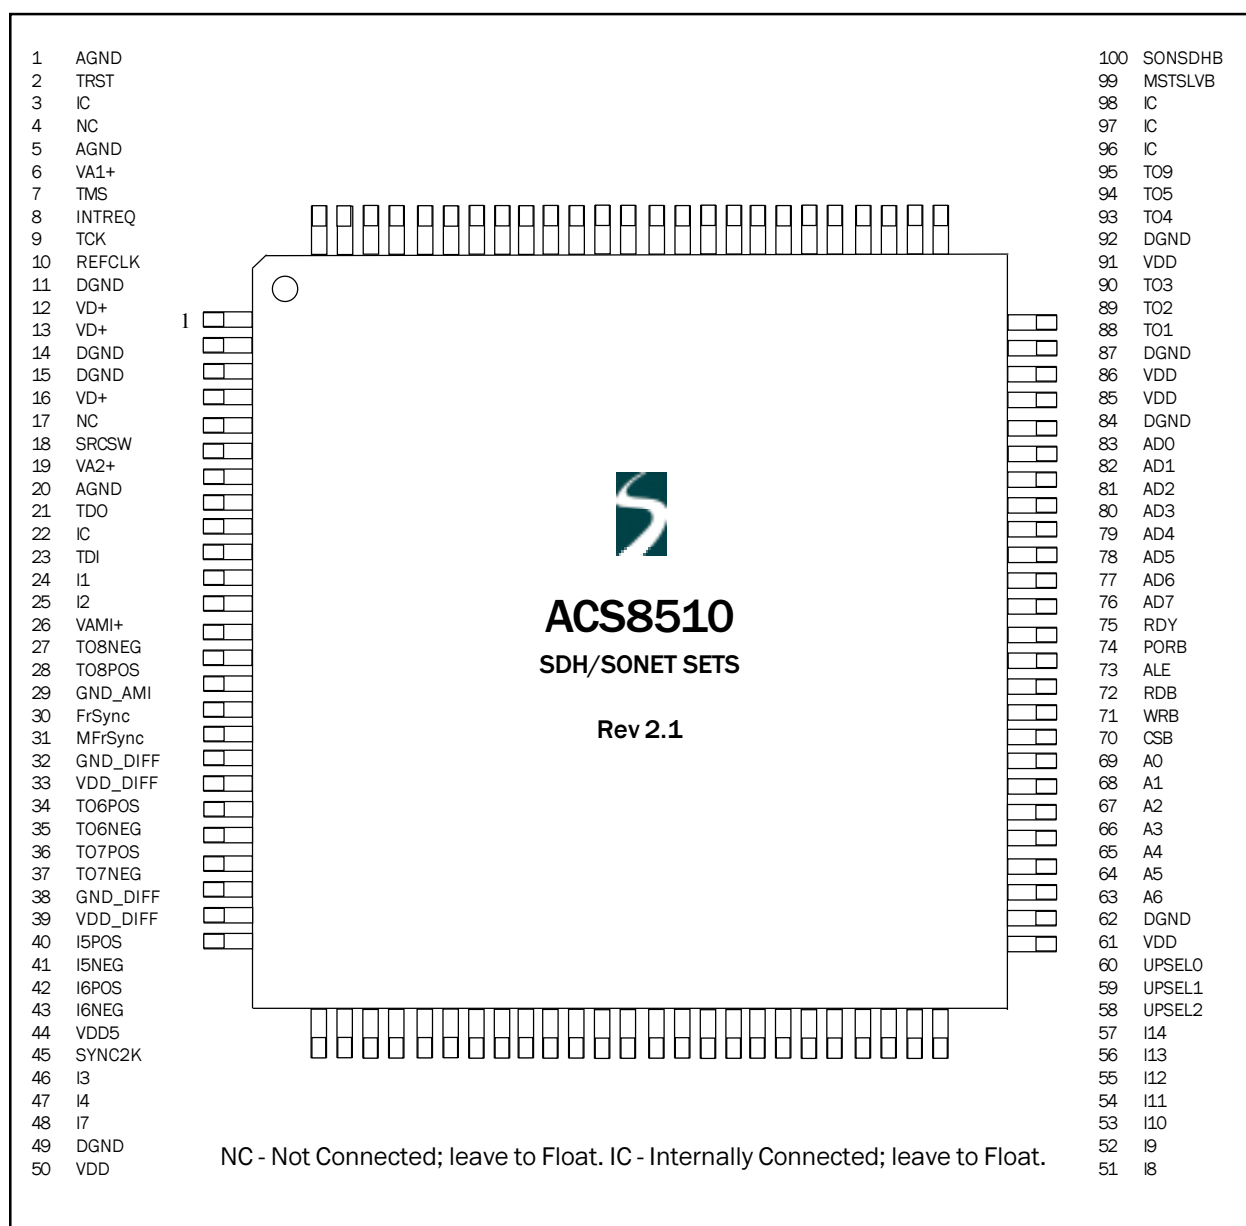 1 AGND
2 TRST
3 IC
4 NC
5 AGND
6 VA1+
7 TMS
8 INTREQ
9 TCK
10 REFCLK
11 DGND
12 VD+
13 VD+
14 DGND
15 DGND
16 VD+
17 NC
18 SRCSW
19 VA2+
20 AGND
21 TDO
22 IC
23 TDI
24 I1
25 I2
26 VAMI+
27 TO8NEG
28 TO8POS
29 GND_AMI
30 FrSync
31 MFrSync
32 GND_DIFF
33 VDD_DIFF
34 TO6POS
35 TO6NEG
36 TO7POS
37 TO7NEG
38 GND_DIFF
39 VDD_DIFF
40 I5POS
41 I5NEG
42 I6POS
43 I6NEG
44 VDD5
45 SYNC2K
46 I3
47 I4
48 I7
49 DGND
50 VDD
1
ACS8510
SDH/SONET SETS
Rev 2.1
NC - Not Connected; leave to Float. IC - Internally Connected; leave to Float.
100 SONSDHB
99 MSTSLVB
98 IC
97 IC
96 IC
95 TO9
94 TO5
93 TO4
92 DGND
91 VDD
90 TO3
89 TO2
88 TO1
87 DGND
86 VDD
85 VDD
84 DGND
83 AD0
82 AD1
81 AD2
80 AD3
79 AD4
78 AD5
77 AD6
76 AD7
75 RDY
74 PORB
73 ALE
72 RDB
71 WRB
70 CSB
69 A0
68 A1
67 A2
66 A3
65 A4
64 A5
63 A6
62 DGND
61 VDD
60 UPSEL0
59 UPSEL1
58 UPSEL2
57 I14
56 I13
55 I12
54 I11
53 I10
52 I9
51 I8